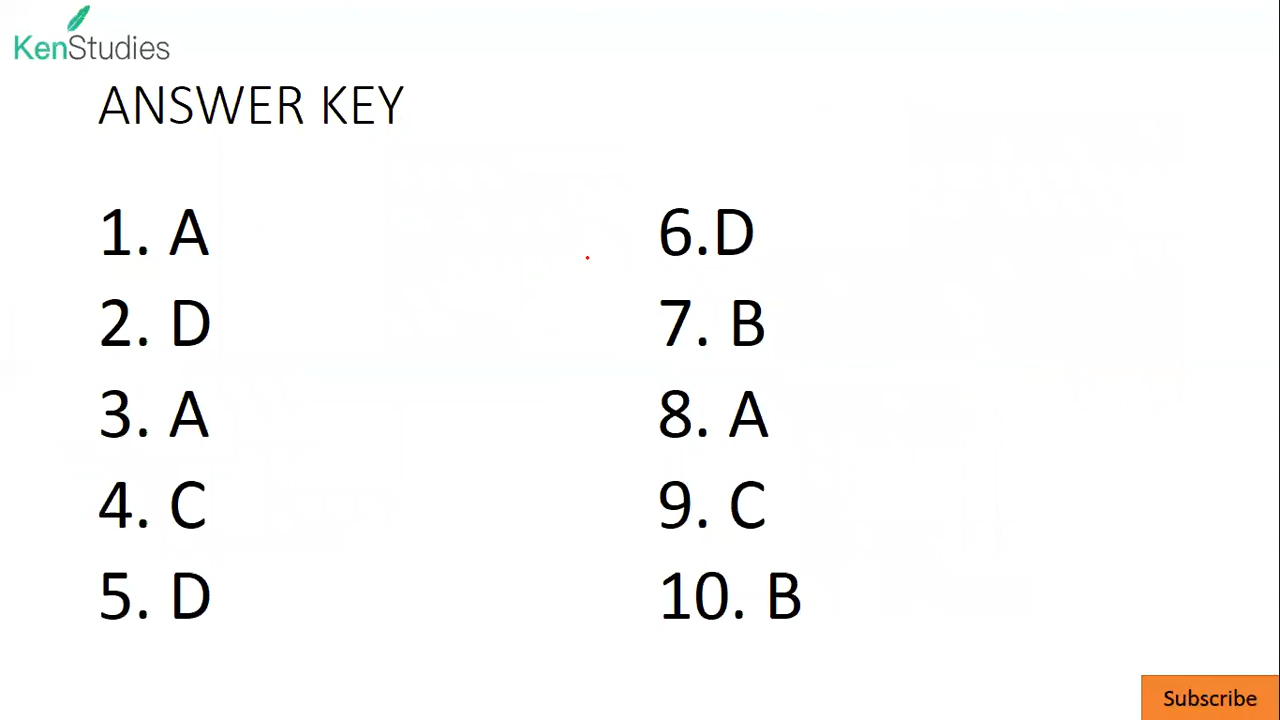 KenStudies
ANSWER KEY
1. A
2. D
3. A
4. C
5. D
6.D
7. B
8. A
9. C
10. B
Subscribe